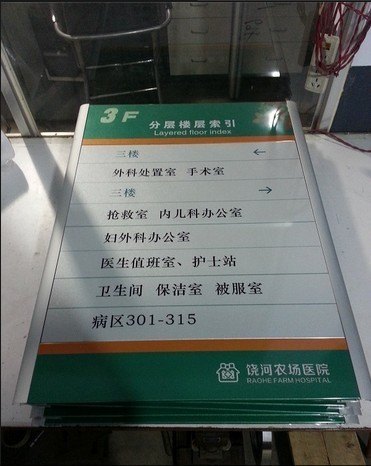 3F
分层楼层索引
Layered floor index
三楼 ←
外科处置室 手术室
三楼 →
抢救室 内儿科办公室
妇外科办公室
医生值班室、护士站
卫生间 保洁室 被服室
病区301-315
饶河农场医院
RAOHE FARM HOSPITAL